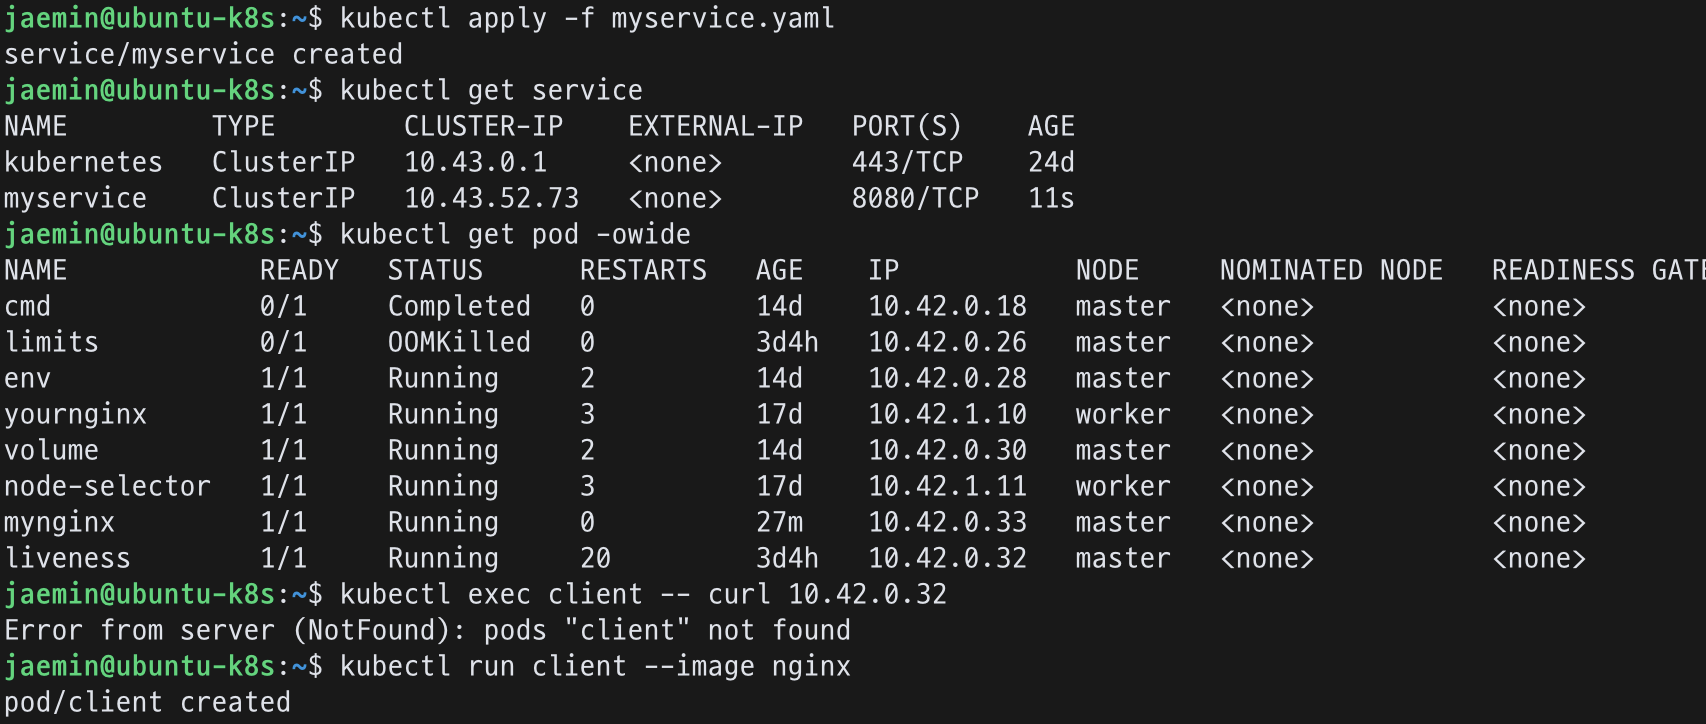 jaemin@ubuntu-k8s:~$ kubectl apply -f myservice.yaml
service/myservice created
jaemin@ubuntu-k8s:~$ kubectl get service
NAME         TYPE        CLUSTER-IP    EXTERNAL-IP   PORT(S)    AGE
kubernetes   ClusterIP   10.43.0.1     <none>        443/TCP    24d
myservice    ClusterIP   10.43.52.73   <none>        8080/TCP   11s
jaemin@ubuntu-k8s:~$ kubectl get pod -owide
NAME            READY   STATUS      RESTARTS   AGE    IP           NODE     NOMINATED NODE   READINESS GATE
cmd             0/1     Completed   0          14d    10.42.0.18   master   <none>           <none>
limits          0/1     OOMKilled   0          3d4h   10.42.0.26   master   <none>           <none>
env             1/1     Running     2          14d    10.42.0.28   master   <none>           <none>
yournginx       1/1     Running     3          17d    10.42.1.10   worker   <none>           <none>
volume          1/1     Running     2          14d    10.42.0.30   master   <none>           <none>
node-selector   1/1     Running     3          17d    10.42.1.11   worker   <none>           <none>
mynginx         1/1     Running     0          27m    10.42.0.33   master   <none>           <none>
liveness        1/1     Running     20         3d4h   10.42.0.32   master   <none>           <none>
jaemin@ubuntu-k8s:~$ kubectl exec client -- curl 10.42.0.32
Error from server (NotFound): pods "client" not found
jaemin@ubuntu-k8s:~$ kubectl run client --image nginx
pod/client created